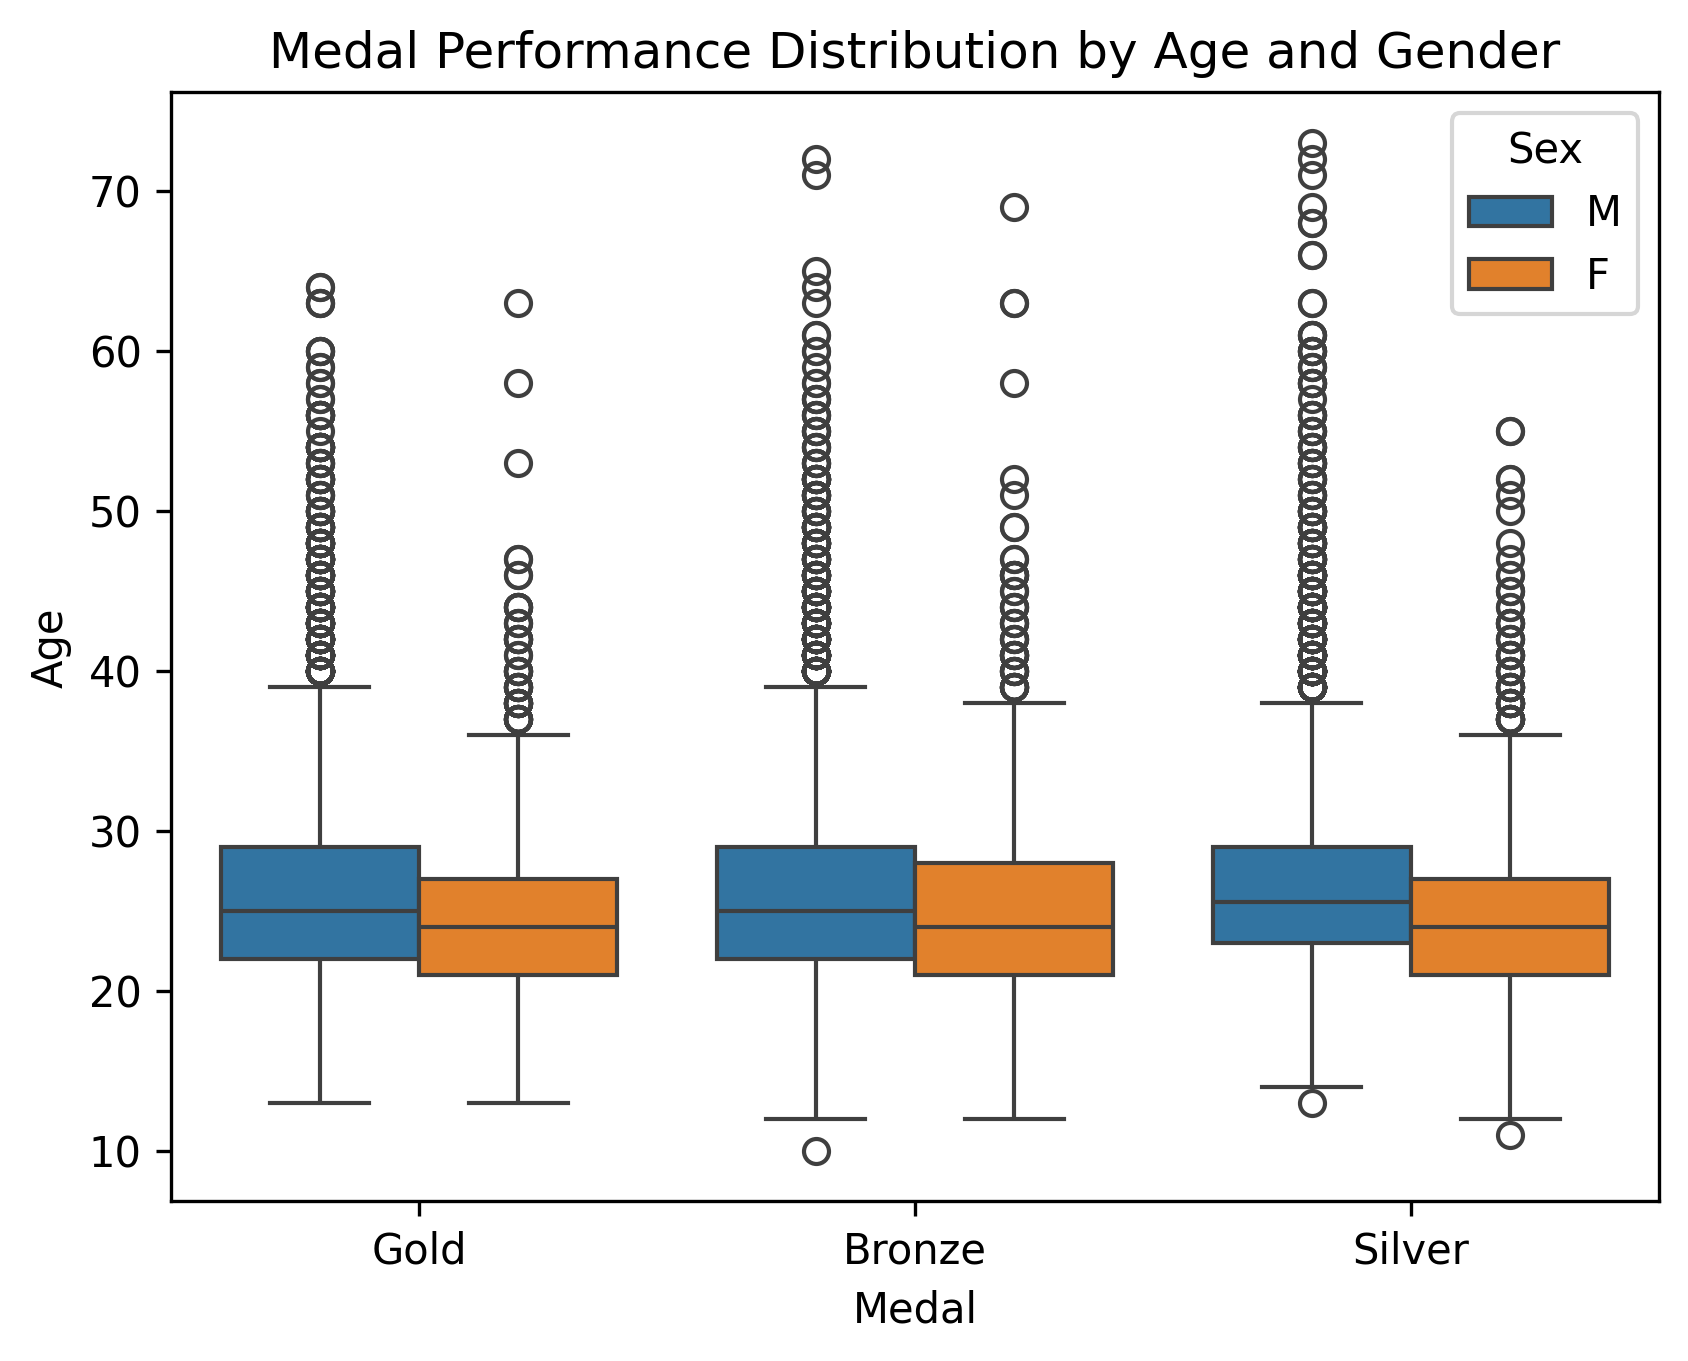 Medal Performance Distribution by Age and Gender
Sex
M
F
70
60
50
40
30
20
10
Age
Gold Bronze Silver
Medal